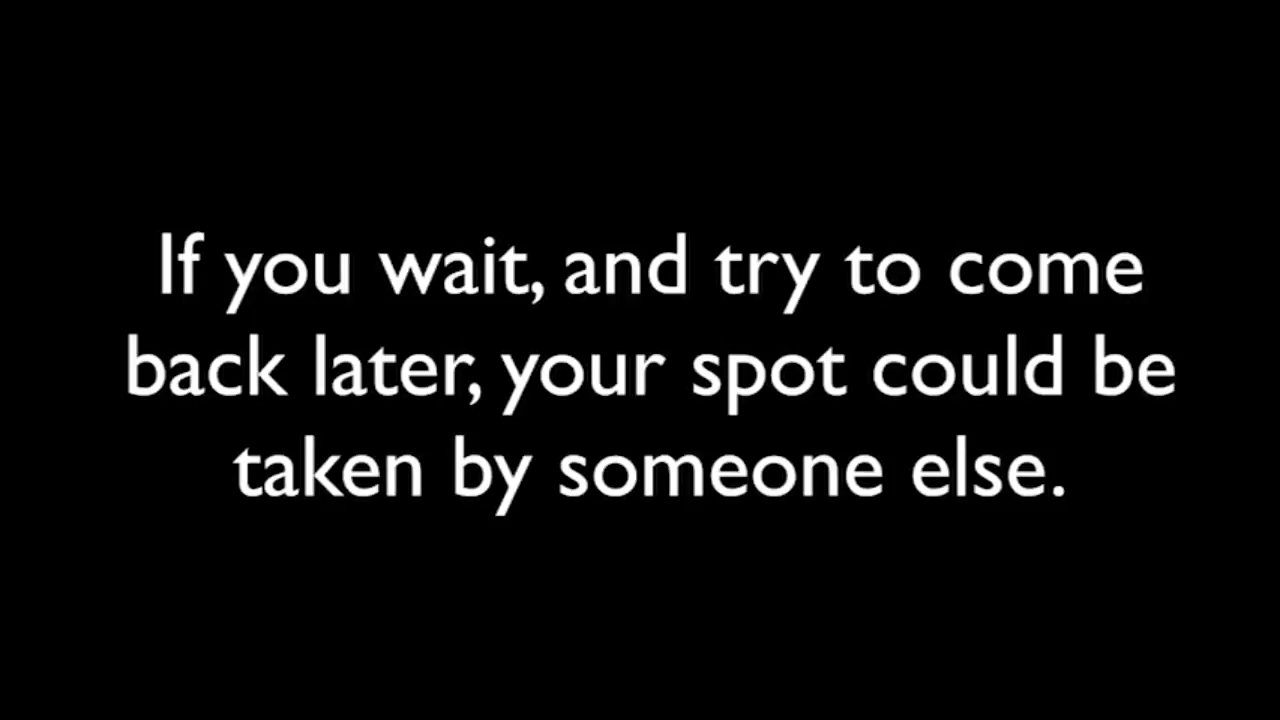 If you wait, and try to come
back later, your spot could be
taken by someone else.